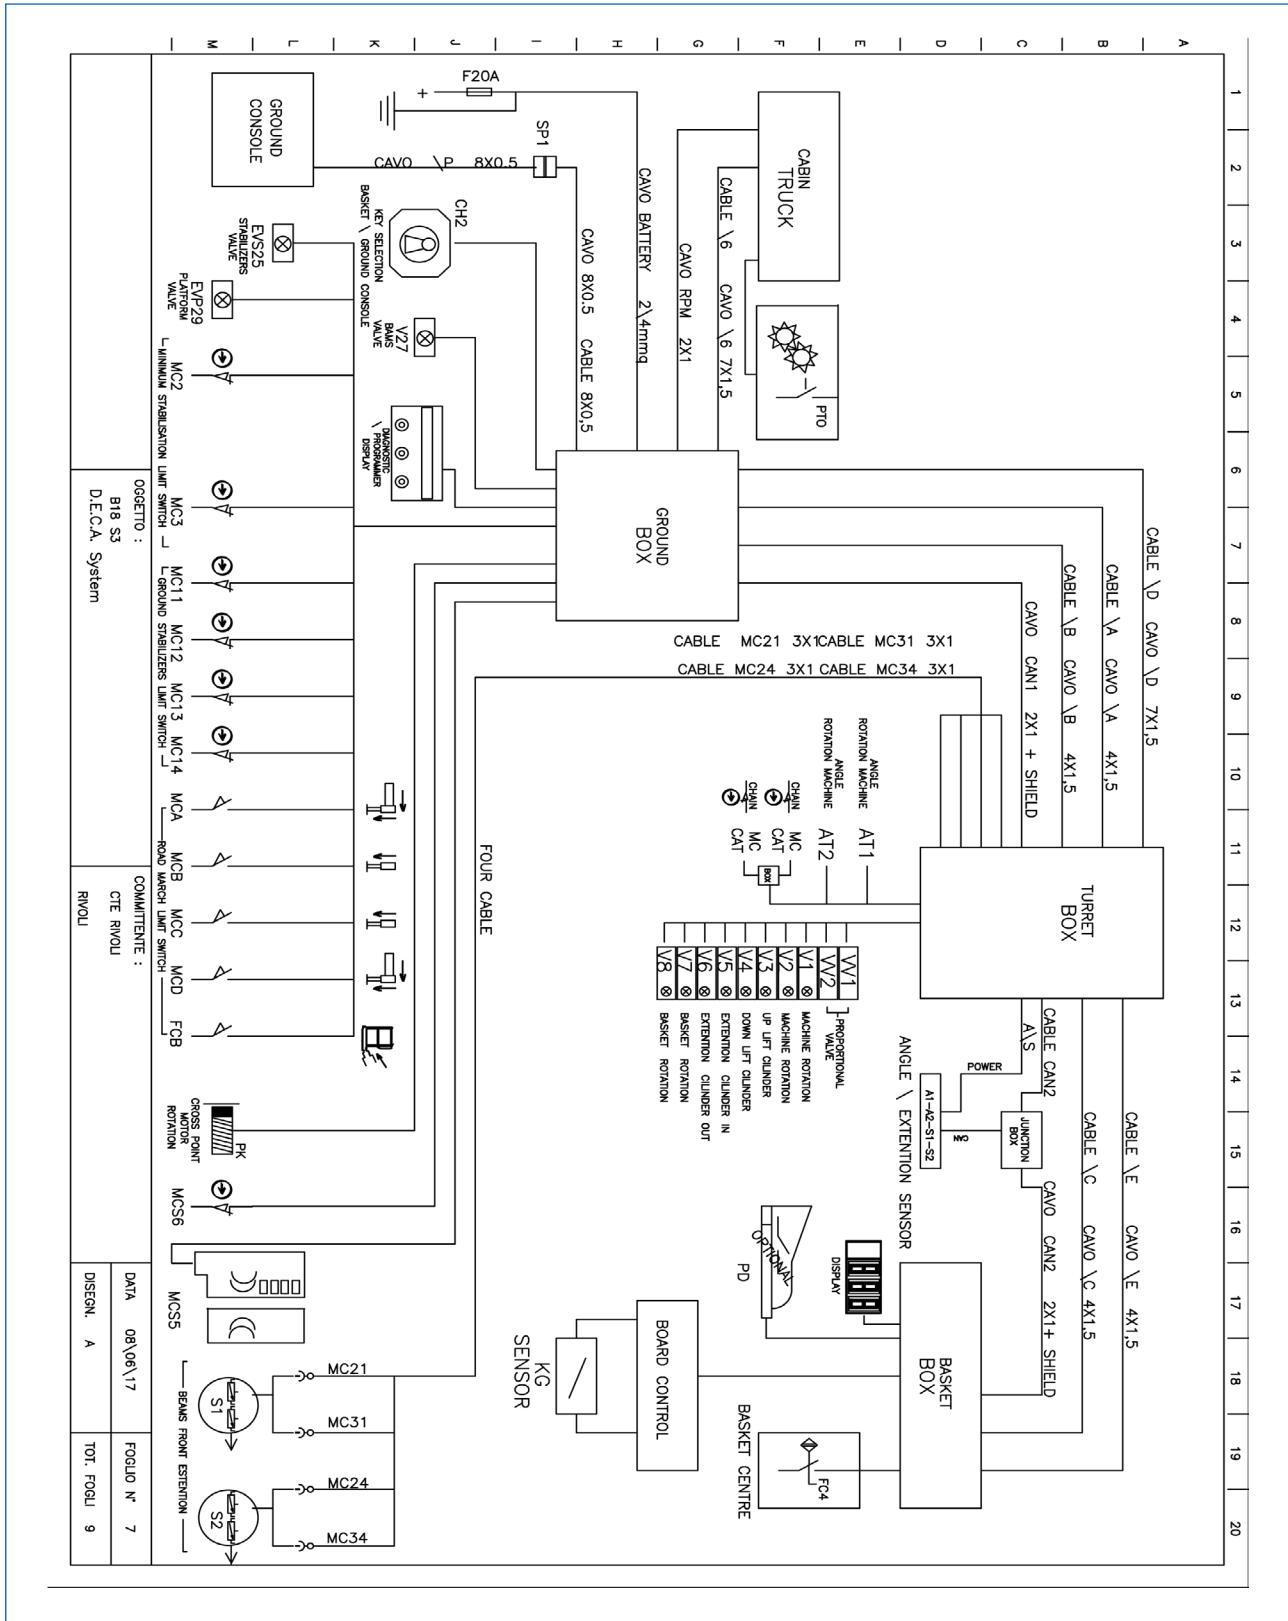 M
L
K
J
I
H
G
F
E
D
C
B
A
1
2
3
4
5
6
7
8
9
10
11
12
13
14
15
16
17
18
19
20
F20A
+
GROUND
CONSOLE
SP1
CAVO \P 8X0.5
CAVO 8X0.5 CABLE 8X0,5
CAVO BATTERY 2\4mmq
CAVO RPM 2X1
CABLE \6 CAVO \6 7X1,5
CABIN
TRUCK
PTO
CH2
KEY SELECTION
BASKET \ GROUND CONSOLE
EVS25
STABILIZERS
VALVE
EVP29
PLATFORM
VALVE
V27
BAMS
VALVE
DIAGNOSTIC
\ PROGRAMMER
DISPLAY
GROUND
BOX
CABLE \D CAVO \D 7X1,5
CABLE \A CAVO \A 4X1,5
CABLE \B CAVO \B 4X1,5
CAVO CAN1 2X1 + SHIELD
CABLE MC21 3X1CABLE MC31 3X1
CABLE MC24 3X1 CABLE MC34 3X1
FOUR CABLE
MC2
MC3
MINIMUM STABILISATION LIMIT SWITCH
MC11
MC12
MC13
MC14
GROUND STABILIZERS LIMIT SWITCH
MCA
MCB
MCC
MCD
FCB
ROAD MARCH LIMIT SWITCH
ANGLE
ROTATION MACHINE
AT1
ANGLE
ROTATION MACHINE
AT2
CHAIN
MC
CAT
CHAIN
MC
CAT
BOX
TURRET
BOX
VV1
VV2
V1
V2
V3
V4
V5
V6
V7
V8
PROPORTIONAL
VALVE
MACHINE ROTATION
MACHINE ROTATION
UP LIFT CILINDER
DOWN LIFT CILINDER
EXTENTION CILINDER IN
EXTENTION CILINDER OUT
BASKET ROTATION
BASKET ROTATION
A\S
CABLE CAN2
POWER
CAN
A1-A2-S1-S2
ANGLE \ EXTENTION SENSOR
JUNCTION
BOX
CABLE \E CAVO \E 4X1,5
CABLE \C CAVO \C 4X1,5
CAVO CAN2 2X1+ SHIELD
PK
CROSS POINT
MOTOR
ROTATION
MCS6
MCS5
OPTIONAL
PD
DISPLAY
BASKET
BOX
BOARD CONTROL
KG
SENSOR
BASKET CENTRE
FC4
MC21
MC31
MC24
MC34
S1
S2
BEAMS FRONT ESTENTION
OGGETTO :
B18 S3
D.E.C.A. System
COMMITTENTE :
CTE RIVOLI
RIVOLI
DATA 08\06\17
DISEGN. A
FOGLIO N° 7
TOT. FOGLI 9